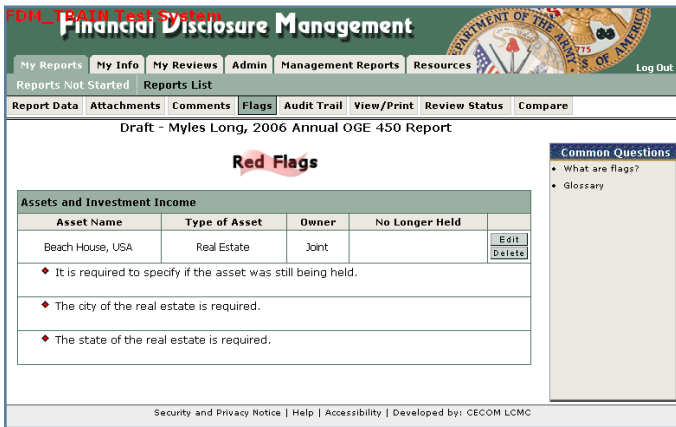 FDM_TRAIN Test System
Financial Disclosure Management
My Reports My Info My Reviews Admin Management Reports Resources
Log Out
Reports Not Started Reports List
Report Data Attachments Comments Flags Audit Trail View/Print Review Status Compare
Draft - Myles Long, 2006 Annual OGE 450 Report
Red Flags
Common Questions
• What are flags?
• Glossary
Assets and Investment Income
Asset Name Type of Asset Owner No Longer Held
Beach House, USA Real Estate Joint
Edit
Delete
It is required to specify if the asset was still being held.
The city of the real estate is required.
The state of the real estate is required.
Security and Privacy Notice | Help | Accessibility | Developed by: CECOM LCMC